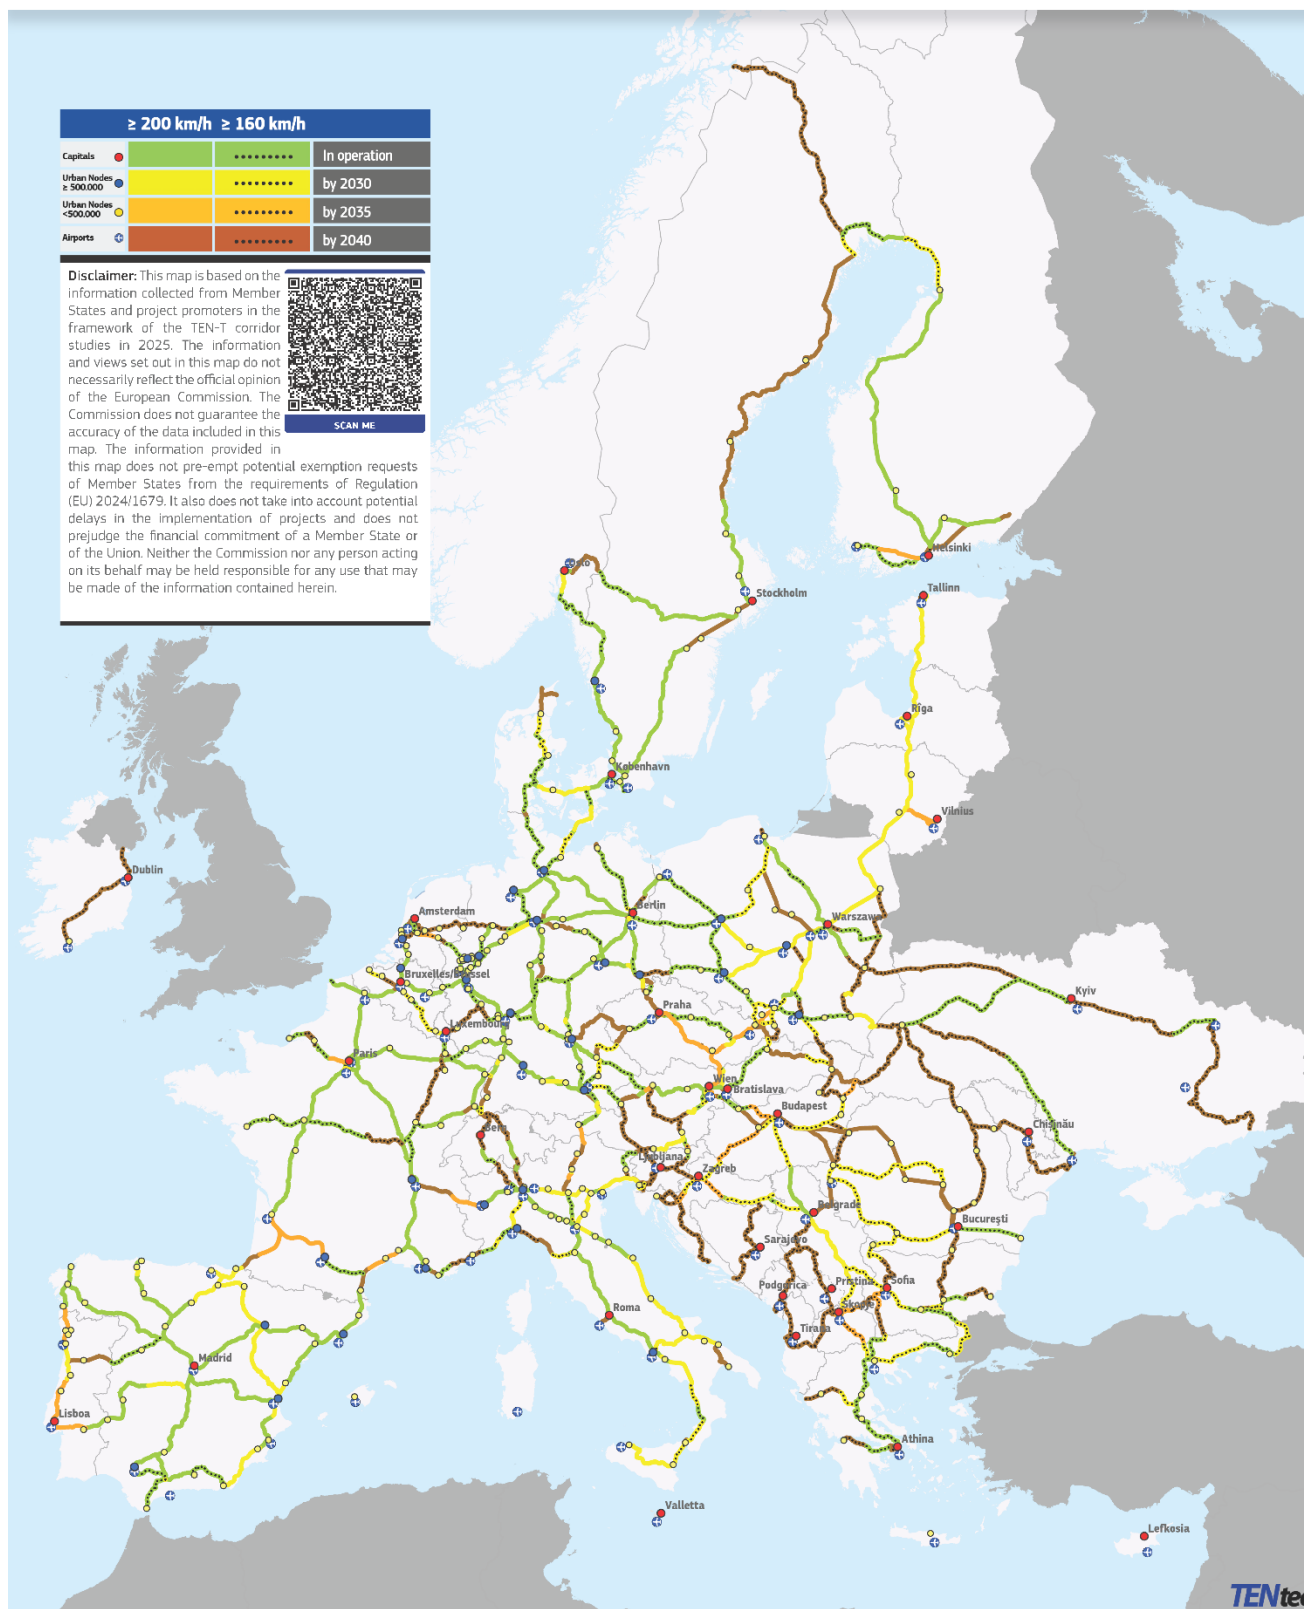 ≥ 200 km/h ≥ 160 km/h
Capitals
In operation
Urban Nodes
≥ 500.000
by 2030
Urban Nodes
<500.000
by 2035
Airports
by 2040
Disclaimer: This map is based on the
information collected from Member
States and project promoters in the
framework of the TEN-T corridor
studies in 2025. The information
and views set out in this map do not
necessarily reflect the official opinion
of the European Commission. The
Commission does not guarantee the
accuracy of the data included in this
map. The information provided in
this map does not pre-empt potential exemption requests
of Member States from the requirements of Regulation
(EU) 2024/1679. It also does not take into account potential
delays in the implementation of projects and does not
prejudge the financial commitment of a Member State or
of the Union. Neither the Commission nor any person acting
on its behalf may be held responsible for any use that may
be made of the information contained herein.
SCAN ME
Helsinki
Oslo
Tallinn
Stockholm
Rīga
København
Vilnius
Dublin
Berlin
Amsterdam
Warszawa
Bruxelles/Brussel
Kyiv
Praha
Luxembourg
Paris
Wien
Bratislava
Budapest
Chișinău
Bern
Ljubljana
Zagreb
Belgrade
București
Sarajevo
Podgorica
Pristina
Sofia
Skopje
Roma
Tirana
Madrid
Lisboa
Athina
Valletta
Lefkosia
TENtec